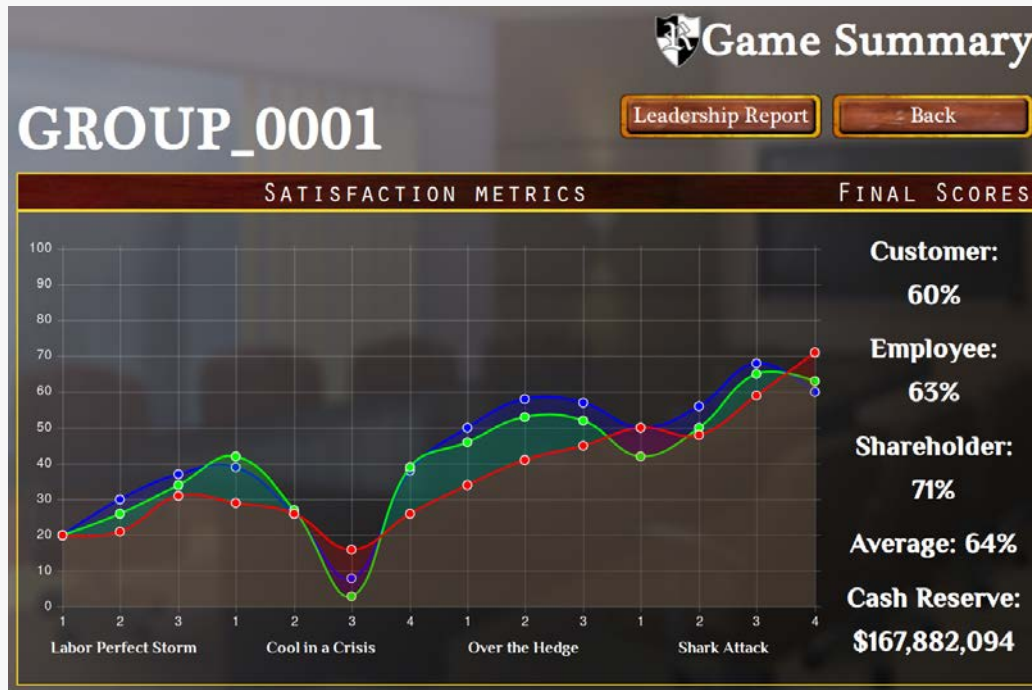 R Game Summary
GROUP_0001
Leadership Report
Back
SATISFACTION METRICS
FINAL SCORES
100
90
80
70
60
50
40
30
20
10
0
1 2 3 1 2 3 4 1 2 3 1 2 3 4
Labor Perfect Storm
Cool in a Crisis
Over the Hedge
Shark Attack
Customer:
60%
Employee:
63%
Shareholder:
71%
Average: 64%
Cash Reserve:
$167,882,094